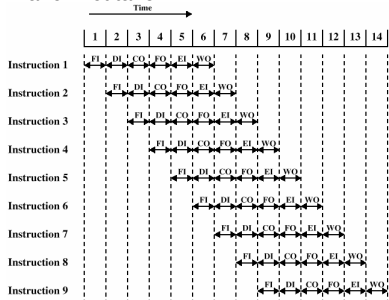 Time
1 2 3 4 5 6 7 8 9 10 11 12 13 14
Instruction 1 FI DI CO FO EI WO
Instruction 2 FI DI CO FO EI WO
Instruction 3 FI DI CO FO EI WO
Instruction 4 FI DI CO FO EI WO
Instruction 5 FI DI CO FO EI WO
Instruction 6 FI DI CO FO EI WO
Instruction 7 FI DI CO FO EI WO
Instruction 8 FI DI CO FO EI WO
Instruction 9 FI DI CO FO EI WO